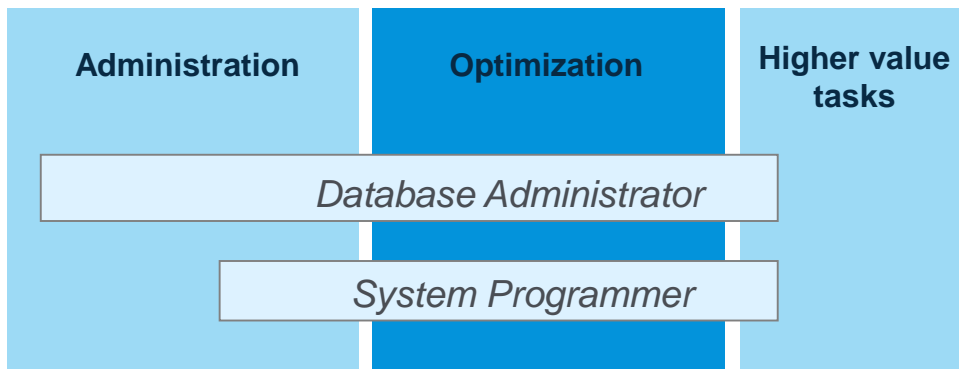 Administration
Optimization
Higher value
tasks
Database Administrator
System Programmer